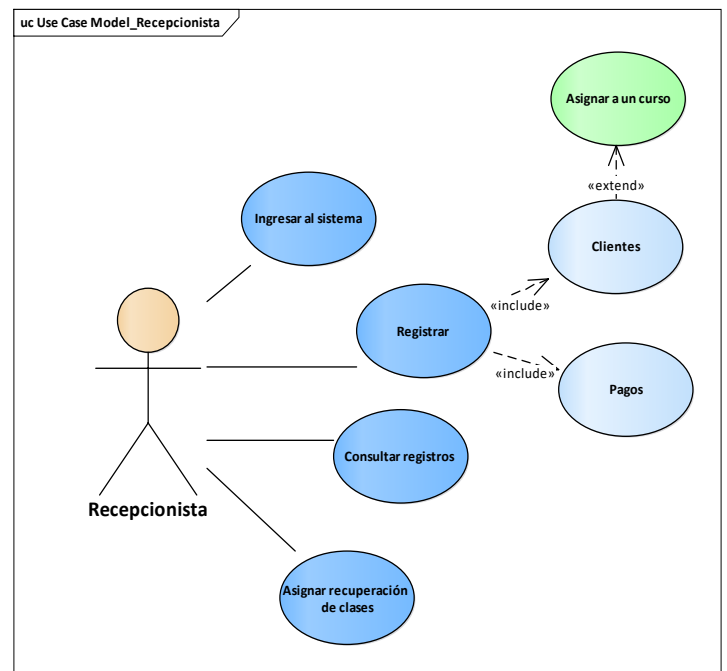 uc Use Case Model_Recepcionista
Asignar a un curso
«extend»
Ingresar al sistema
Clientes
«include»
Registrar
«include»
Pagos
Consultar registros
Recepcionista
Asignar recuperación
de clases